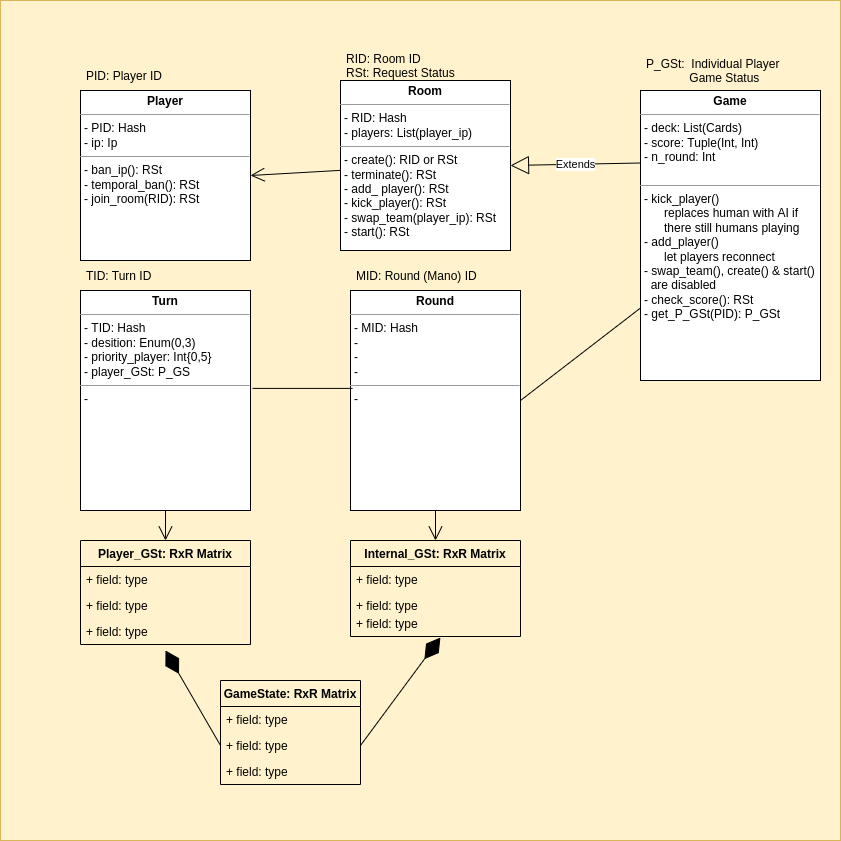 PID: Player ID
Player
- PID: Hash
- ip: Ip
- ban_ip(): RSt
- temporal_ban(): RSt
- join_room(RID): RSt
RID: Room ID
RSt: Request Status
Room
- RID: Hash
- players: List(player_ip)
- create(): RID or RSt
- terminate(): RSt
- add_ player(): RSt
- kick_player(): RSt
- swap_team(player_ip): RSt
- start(): RSt
Extends
P_GSt: Individual Player
Game Status
Game
- deck: List(Cards)
- score: Tuple(Int, Int)
- n_round: Int
- kick_player()
replaces human with AI if
there still humans playing
- add_player()
let players reconnect
- swap_team(), create() & start()
are disabled
- check_score(): RSt
- get_P_GSt(PID): P_GSt
TID: Turn ID
Turn
- TID: Hash
- desition: Enum(0,3)
- priority_player: Int{0,5}
- player_GSt: P_GS
-
MID: Round (Mano) ID
Round
- MID: Hash
-
-
-
-
Player_GSt: RxR Matrix
+ field: type
+ field: type
+ field: type
Internal_GSt: RxR Matrix
+ field: type
+ field: type
+ field: type
GameState: RxR Matrix
+ field: type
+ field: type
+ field: type